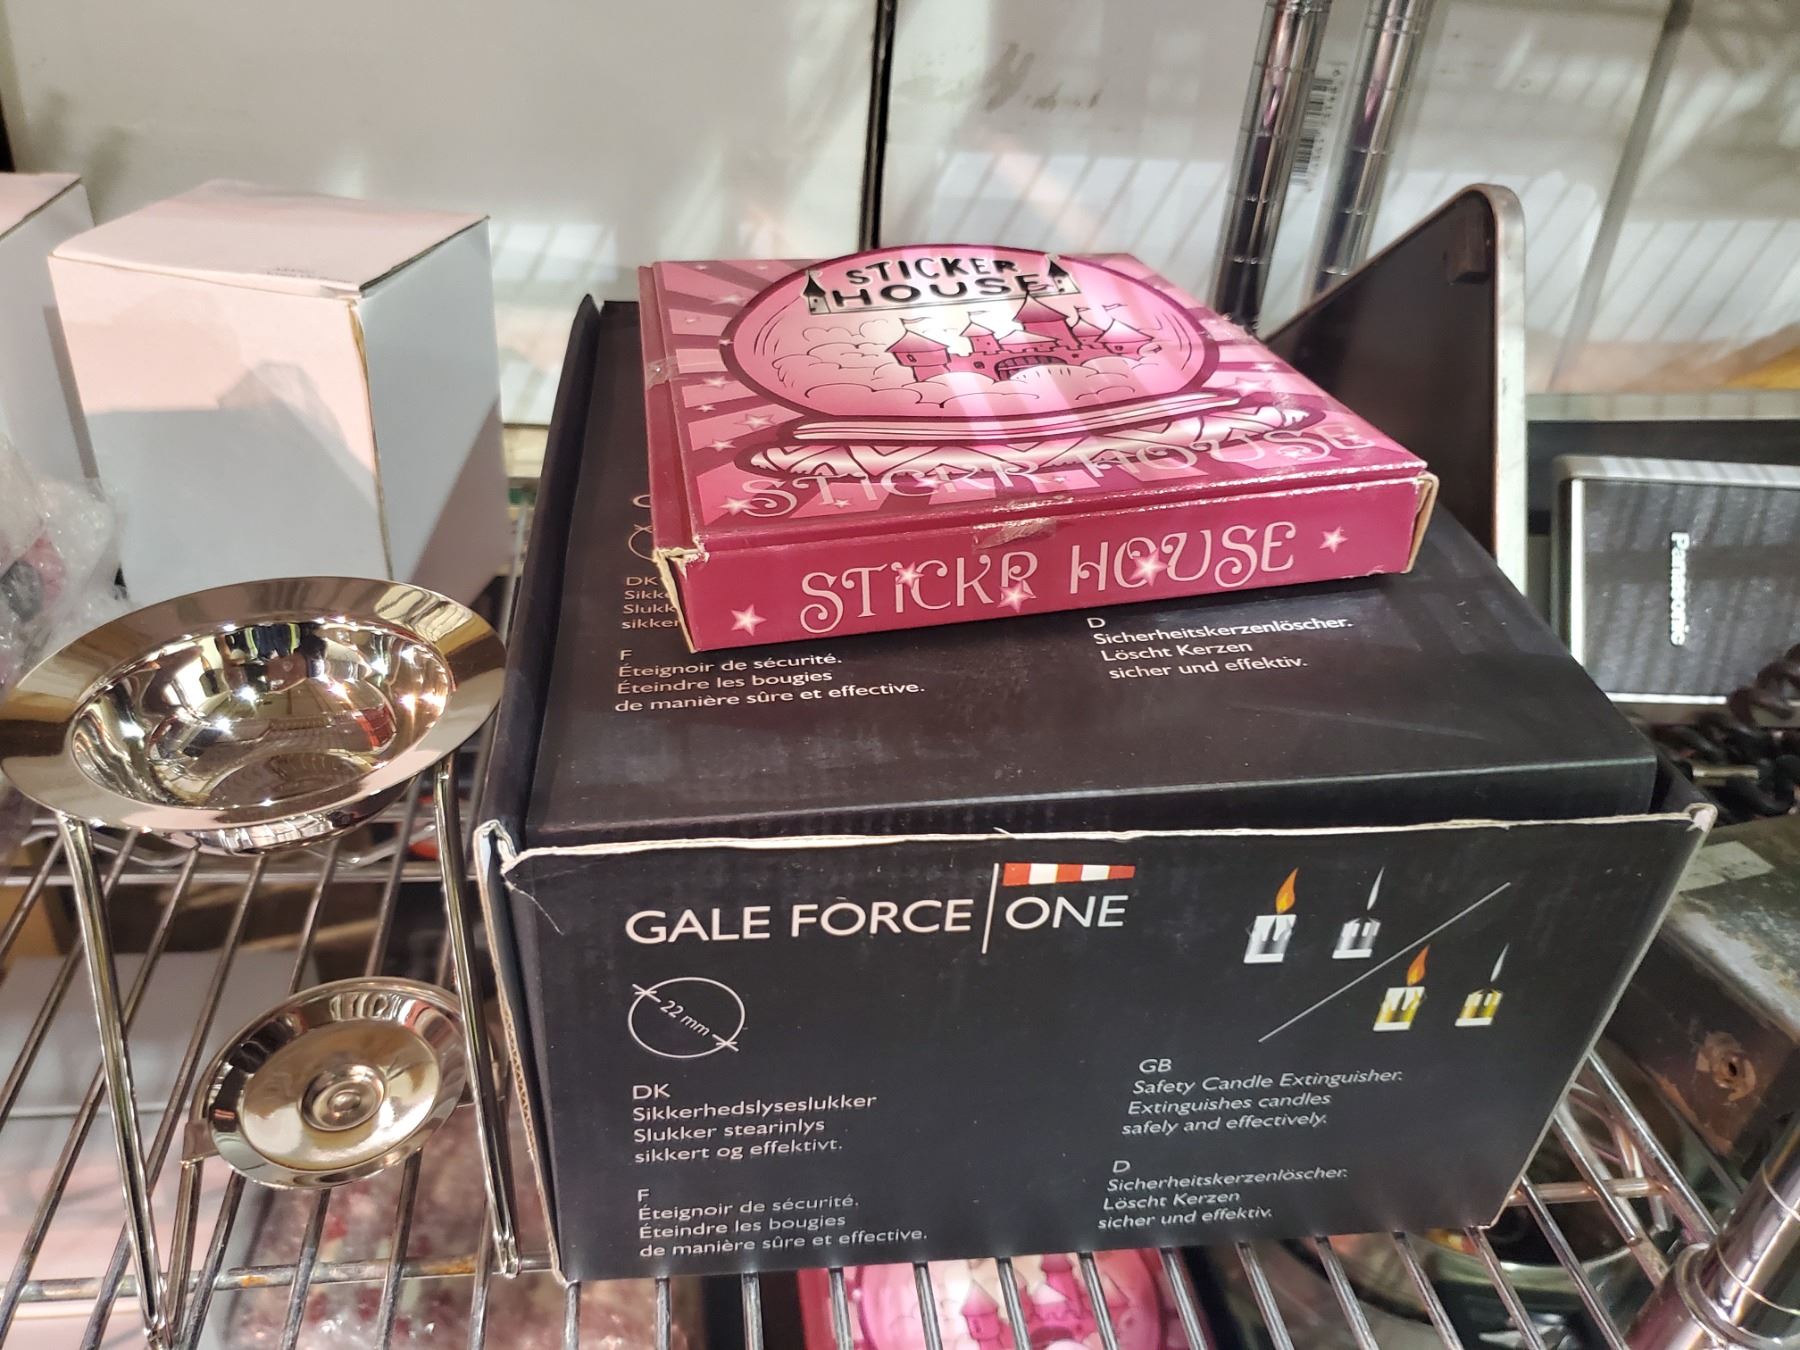 STICKER
HOUSE
STICKR HOUSE
STiCKR HOUSE
DK
F
Éteignoir de sécurité.
Éteindre les bougies
de manière sûre et effective.
D
Sicherheitskerzenlöscher.
Löscht Kerzen
sicher und effektiv.
Panasonic
GALE FORCE ONE
22 mm
DK
Sikkerhedslyseslukker
Slukker stearinlys
sikkert og effektivt.
F
Éteignoir de sécurité.
Éteindre les bougies
de manière sûre et effective.
GB
Safety Candle Extinguisher.
Extinguishes candles
safely and effectively.
D
Sicherheitskerzenlöscher.
Löscht Kerzen
sicher und effektiv.